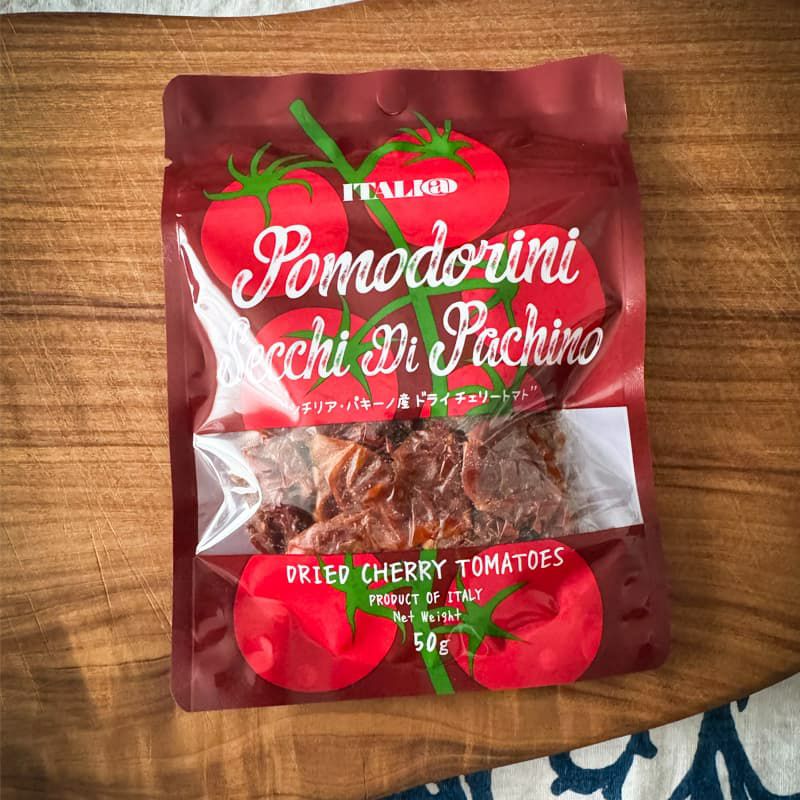 ITALI@
Pomodorini
Secchi Di Pachino
シチリア・パキーノ産 ドライチェリートマト"
DRIED CHERRY TOMATOES
PRODUCT OF ITALY
Net Weight
50g